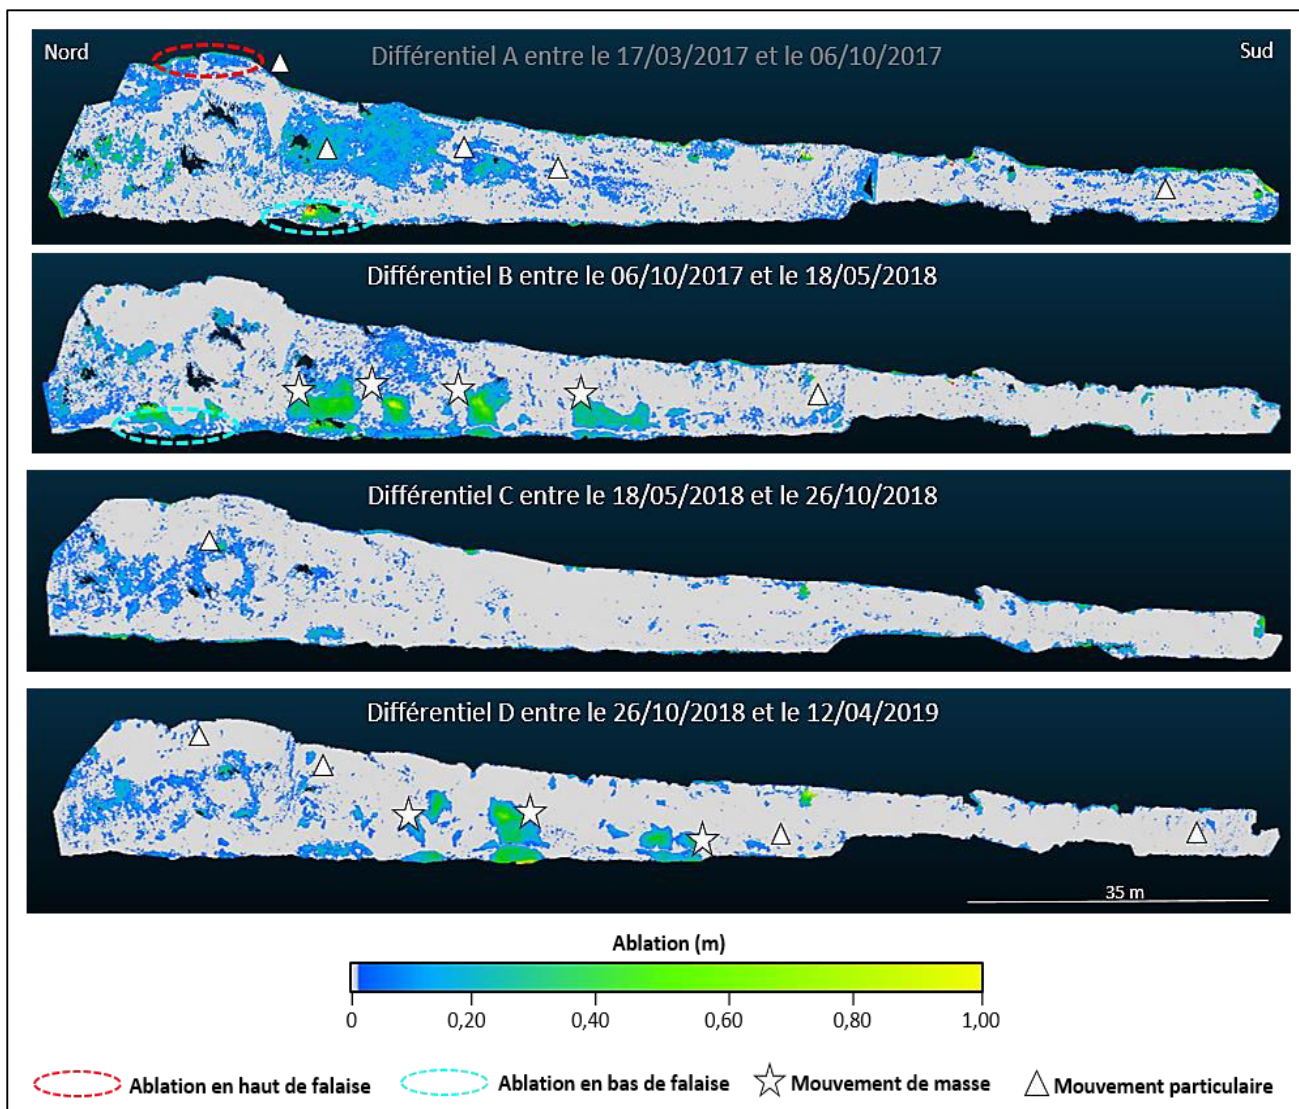 Nord
Différentiel A entre le 17/03/2017 et le 06/10/2017
Sud
Différentiel B entre le 06/10/2017 et le 18/05/2018
Différentiel C entre le 18/05/2018 et le 26/10/2018
Différentiel D entre le 26/10/2018 et le 12/04/2019
35 m
Ablation (m)
0 0,20 0,40 0,60 0,80 1,00
Ablation en haut de falaise
Ablation en bas de falaise
Mouvement de masse
Mouvement particulaire